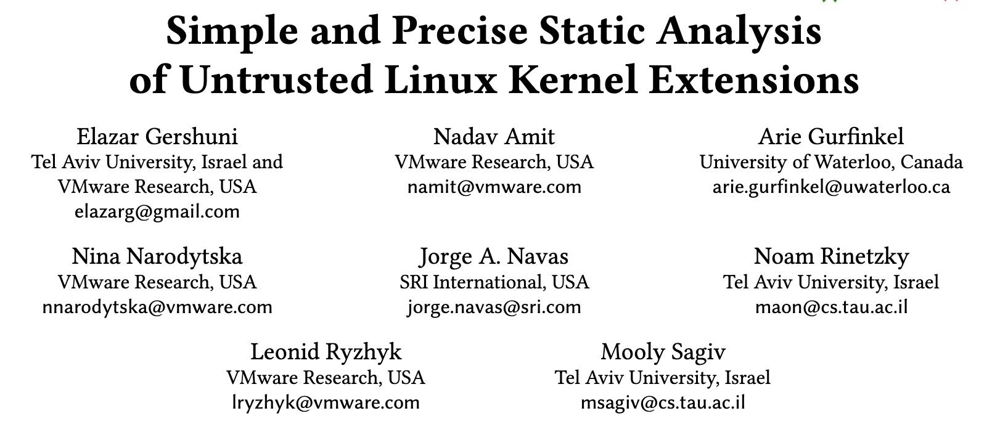 Simple and Precise Static Analysis
of Untrusted Linux Kernel Extensions
Elazar Gershuni
Tel Aviv University, Israel and
VMware Research, USA
elazarg@gmail.com
Nadav Amit
VMware Research, USA
namit@vmware.com
Arie Gurfinkel
University of Waterloo, Canada
arie.gurfinkel@uwaterloo.ca
Nina Narodytska
VMware Research, USA
nnarodytska@vmware.com
Jorge A. Navas
SRI International, USA
jorge.navas@sri.com
Noam Rinetzky
Tel Aviv University, Israel
maon@cs.tau.ac.il
Leonid Ryzhyk
VMware Research, USA
lryzhyk@vmware.com
Mooly Sagiv
Tel Aviv University, Israel
msagiv@cs.tau.ac.il